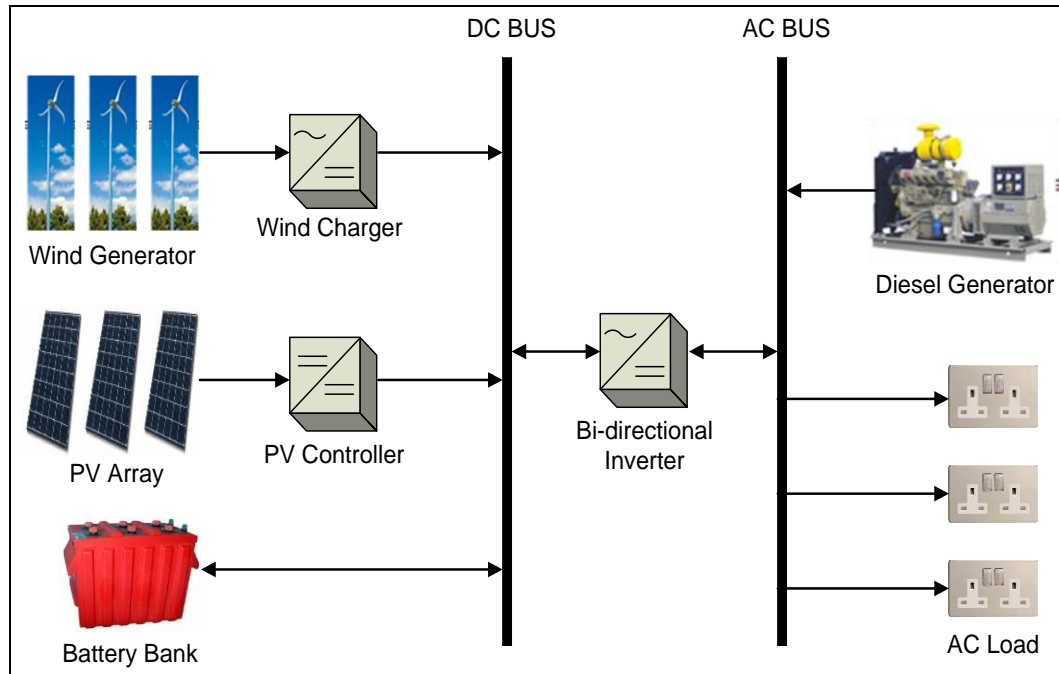 DC BUS
AC BUS
Wind Generator
Wind Charger
Diesel Generator
PV Array
PV Controller
Bi-directional
Inverter
Battery Bank
AC Load